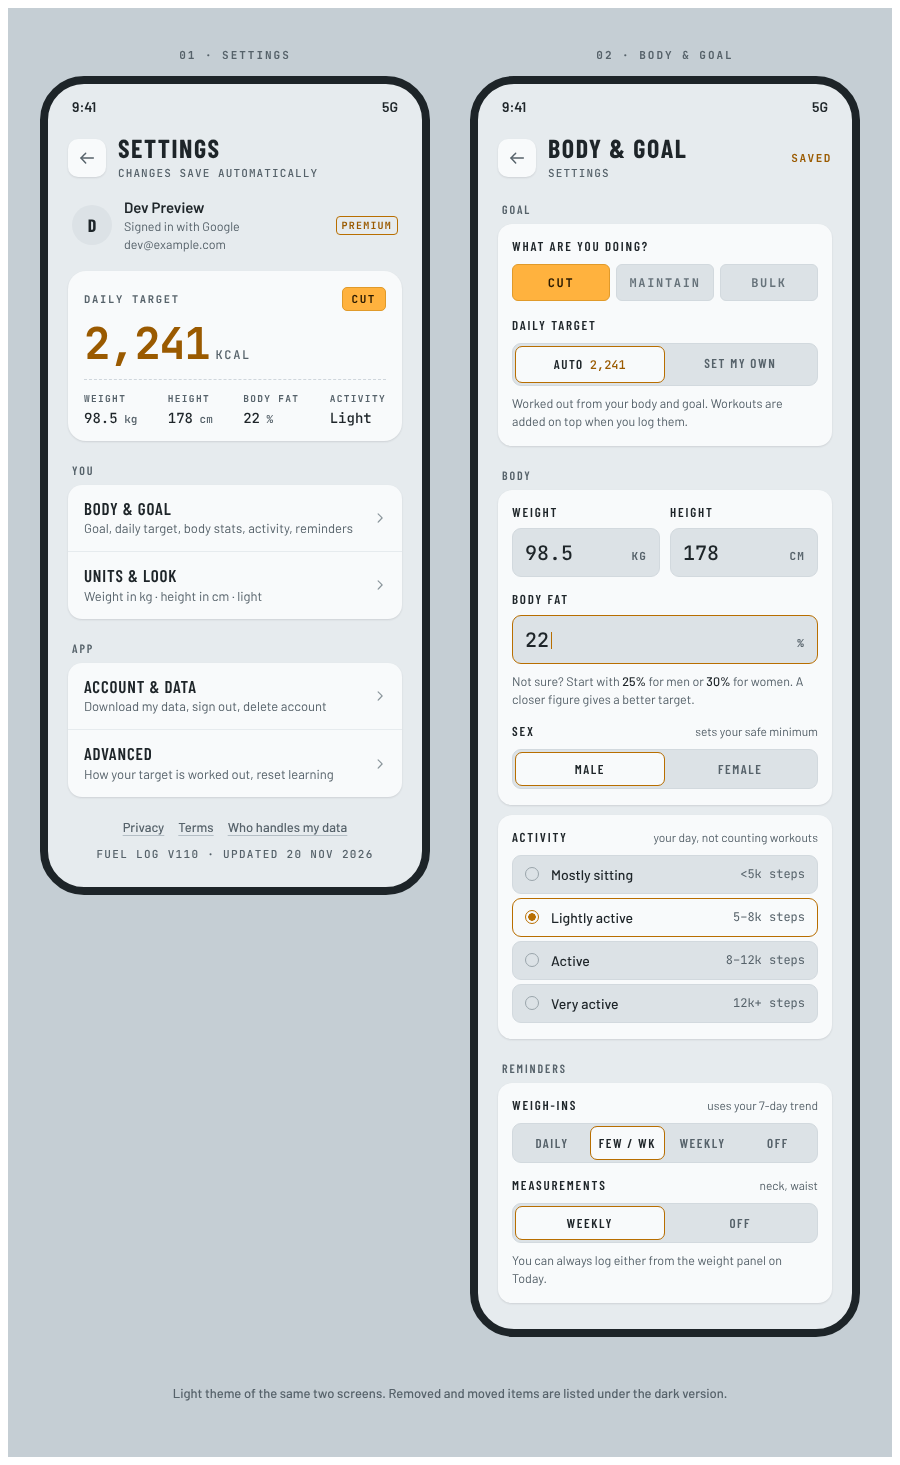 01 · SETTINGS
9:41 5G
SETTINGS
CHANGES SAVE AUTOMATICALLY
D
Dev Preview
Signed in with Google
dev@example.com
PREMIUM
DAILY TARGET
CUT
2,241 KCAL
WEIGHT HEIGHT BODY FAT ACTIVITY
98.5 kg 178 cm 22 % Light
YOU
BODY & GOAL
Goal, daily target, body stats, activity, reminders
UNITS & LOOK
Weight in kg · height in cm · light
APP
ACCOUNT & DATA
Download my data, sign out, delete account
ADVANCED
How your target is worked out, reset learning
Privacy Terms Who handles my data
FUEL LOG V110 · UPDATED 20 NOV 2026
02 · BODY & GOAL
9:41 5G
BODY & GOAL
SETTINGS
SAVED
GOAL
WHAT ARE YOU DOING?
CUT MAINTAIN BULK
DAILY TARGET
AUTO 2,241 SET MY OWN
Worked out from your body and goal. Workouts are
added on top when you log them.
BODY
WEIGHT HEIGHT
98.5 KG 178 CM
BODY FAT
22 %
Not sure? Start with 25% for men or 30% for women. A
closer figure gives a better target.
SEX sets your safe minimum
MALE FEMALE
ACTIVITY your day, not counting workouts
Mostly sitting <5k steps
Lightly active 5–8k steps
Active 8–12k steps
Very active 12k+ steps
REMINDERS
WEIGH-INS uses your 7-day trend
DAILY FEW / WK WEEKLY OFF
MEASUREMENTS neck, waist
WEEKLY OFF
You can always log either from the weight panel on
Today.
Light theme of the same two screens. Removed and moved items are listed under the dark version.